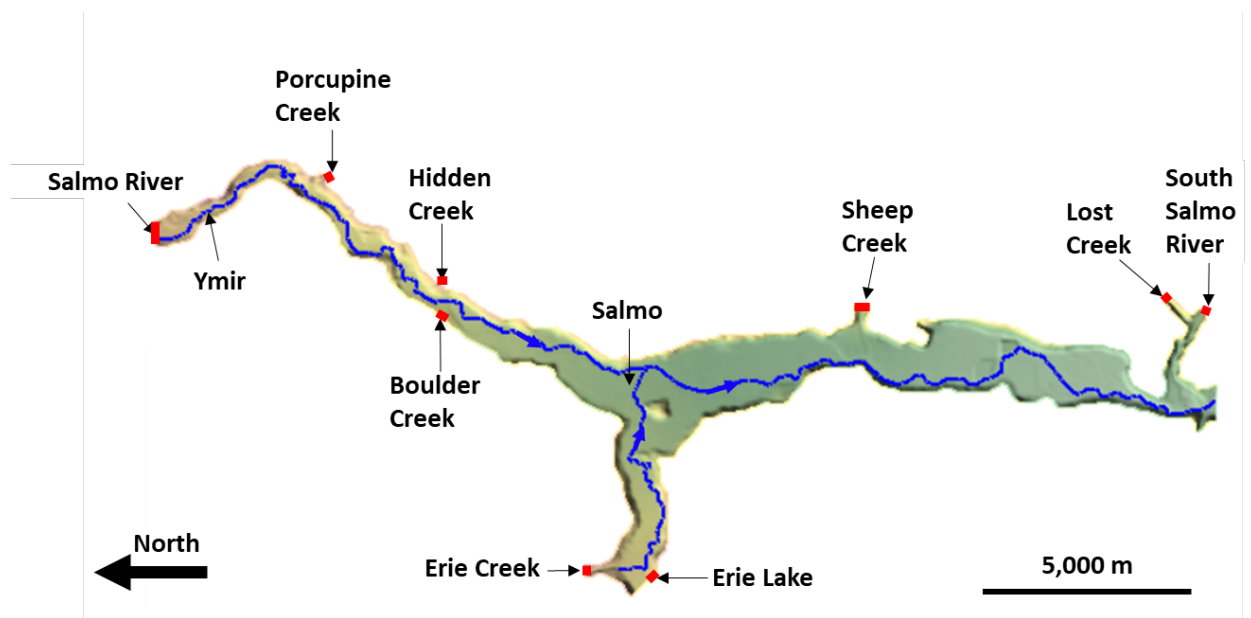 Porcupine
Creek
Salmo River
Hidden
Creek
South
Salmo
River
Lost
Creek
Sheep
Creek
Ymir
Salmo
Boulder
Creek
North
Erie Creek
Erie Lake
5,000 m